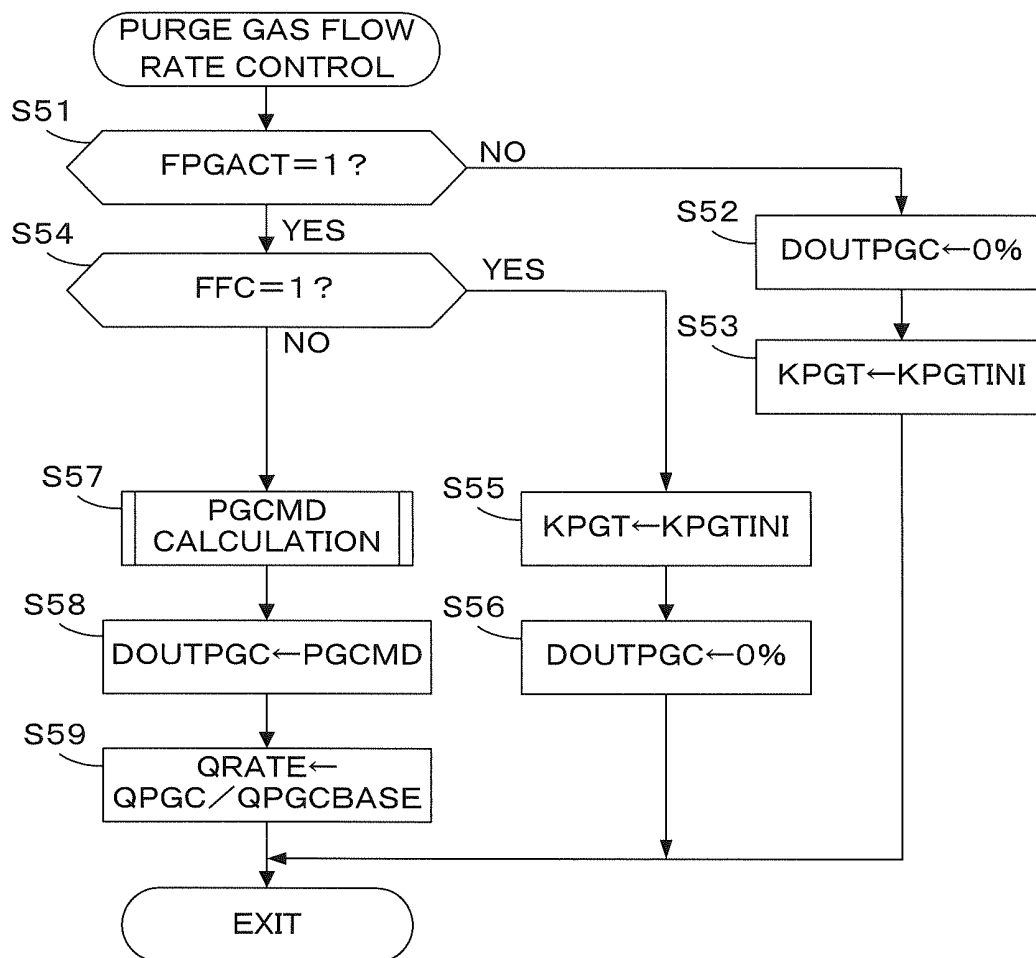 PURGE GAS FLOW
RATE CONTROL
S51
FPGACT=1?
NO
YES
S52
DOUTPGC←0%
S53
KPGT←KPGTINI
S54
FFC=1?
YES
NO
S57
PGCMD
CALCULATION
S58
DOUTPGC←PGCMD
S59
QRATE←
QPGC/QPGCBASE
S55
KPGT←KPGTINI
S56
DOUTPGC←0%
EXIT